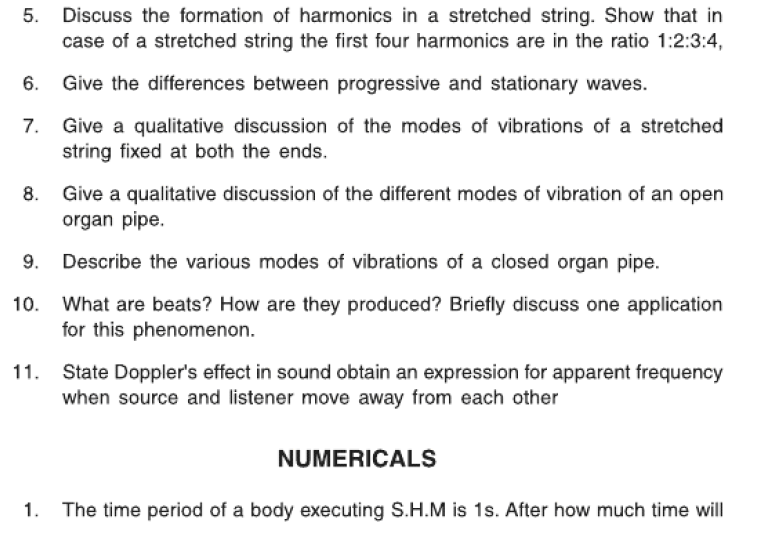 5. Discuss the formation of harmonics in a stretched string. Show that in
case of a stretched string the first four harmonics are in the ratio 1:2:3:4,
6. Give the differences between progressive and stationary waves.
7. Give a qualitative discussion of the modes of vibrations of a stretched
string fixed at both the ends.
8. Give a qualitative discussion of the different modes of vibration of an open
organ pipe.
9. Describe the various modes of vibrations of a closed organ pipe.
10. What are beats? How are they produced? Briefly discuss one application
for this phenomenon.
11. State Doppler's effect in sound obtain an expression for apparent frequency
when source and listener move away from each other
NUMERICALS
1. The time period of a body executing S.H.M is 1s. After how much time will